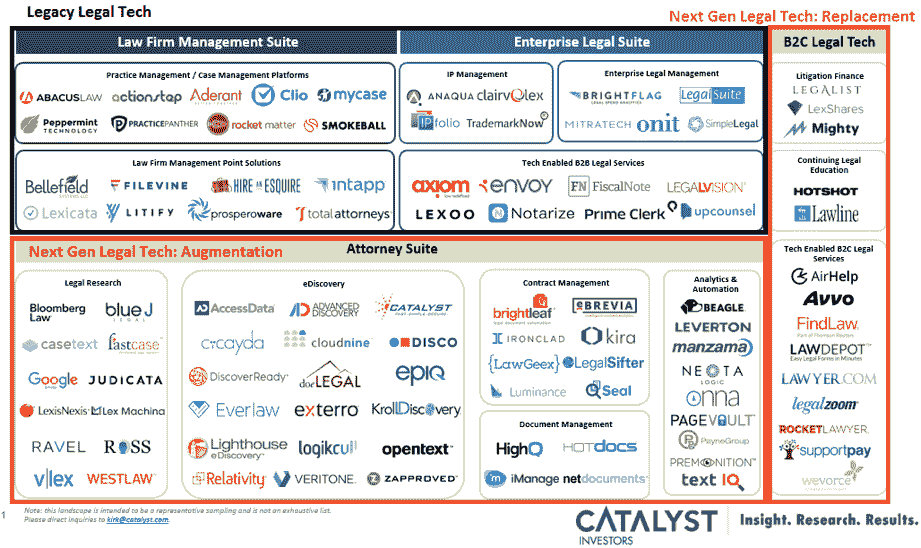 Legacy Legal Tech
Next Gen Legal Tech: Replacement
Law Firm Management Suite
Enterprise Legal Suite
B2C Legal Tech
Practice Management / Case Management Platforms
ABACUSLAW actionstep Aderant Clio mycase
Peppermint TECHNOLOGY PRACTICEPANTHER rocket matter SMOKEBALL
IP Management
ANAQUA clairvolex
IPfolio TrademarkNow
Enterprise Legal Management
BRIGHTFLAG LegalSuite
MITRATECH onit SimpleLegal
Litigation Finance
LEGALIST
LexShares
Mighty
Law Firm Management Point Solutions
Bellefield FILEVINE HIRE AN ESQUIRE intapp
Lexicata LITIFY prosperoware totalattorneys
Tech Enabled B2B Legal Services
axiom envoy FN FiscalNote LEGALVISION
LEXOO Notarize Prime Clerk upcounsel
Continuing Legal
Education
HOTSHOT
Lawline
Next Gen Legal Tech: Augmentation
Attorney Suite
Legal Research
Bloomberg Law blue J LEGAL
casetext fastcase
Google JUDICATA
LexisNexis Lex Machina
RAVEL ROSS
vlex WESTLAW
eDiscovery
AccessData ADVANCED DISCOVERY CATALYST
cicayda cloudnine DISCO
DiscoverReady docLEGAL epiq
Everlaw exterro KrollDiscovery
Lighthouse eDiscovery logikcull opentext
Relativity VERITONE ZAPPROVED
Contract Management
brightleaf eBREVIA
IRONCLAD kira
{LawGeex} LegalSifter
Luminance Seal
Document Management
HighQ HOTDOCS
iManage netdocuments
Analytics &
Automation
BEAGLE
LEVERTON
manzama
NEOTA
LOGIC
onna
PAGEVAULT
PayneGroup
PREMONITION
text IQ
Tech Enabled B2C Legal
Services
AirHelp
Avvo
FindLaw
LAWDEPOT
Easy Legal Forms in Minutes
LAWYER.COM
legalzoom
ROCKETLAWYER
supportpay
wevorce
1
Note: this landscape is intended to be a representative sampling and is not an exhaustive list.
Please direct inquiries to kirk@catalyst.com.
CATALYST
INVESTORS
Insight. Research. Results.